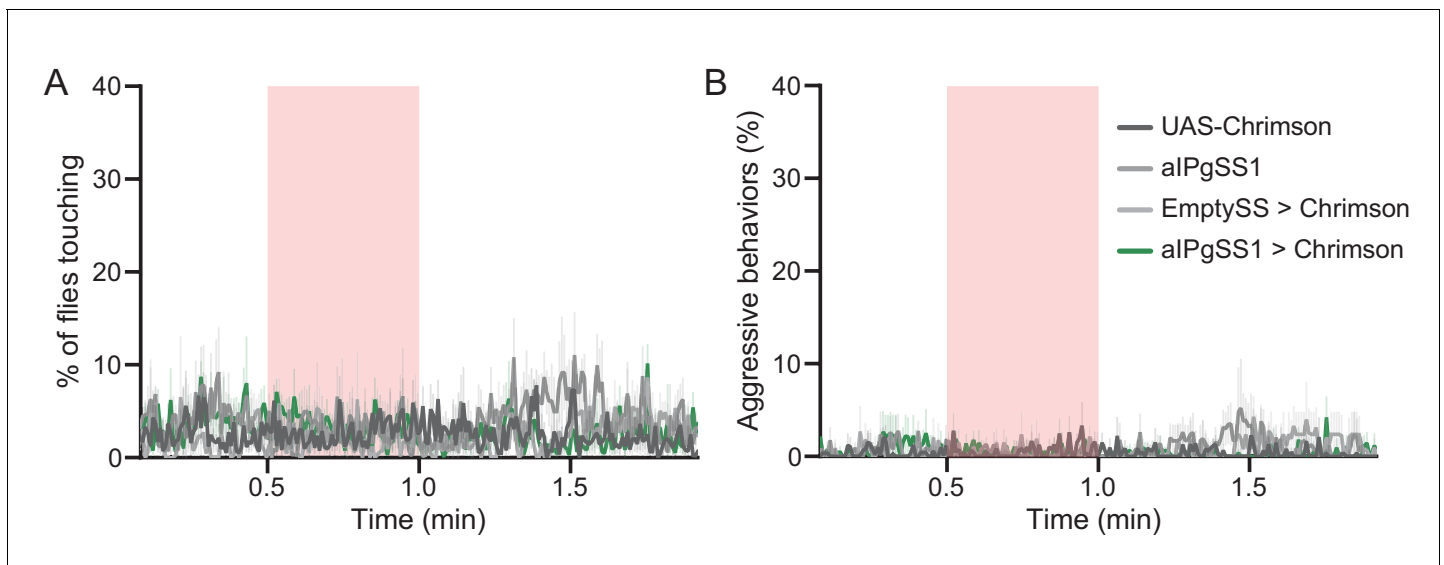 A
% of flies touching
40
30
20
10
0
0.5
1.0
1.5
Time (min)
B
Aggressive behaviors (%)
40
30
20
10
0
0.5
1.0
1.5
Time (min)
UAS-Chrimson
aIPgSS1
EmptySS > Chrimson
aIPgSS1 > Chrimson